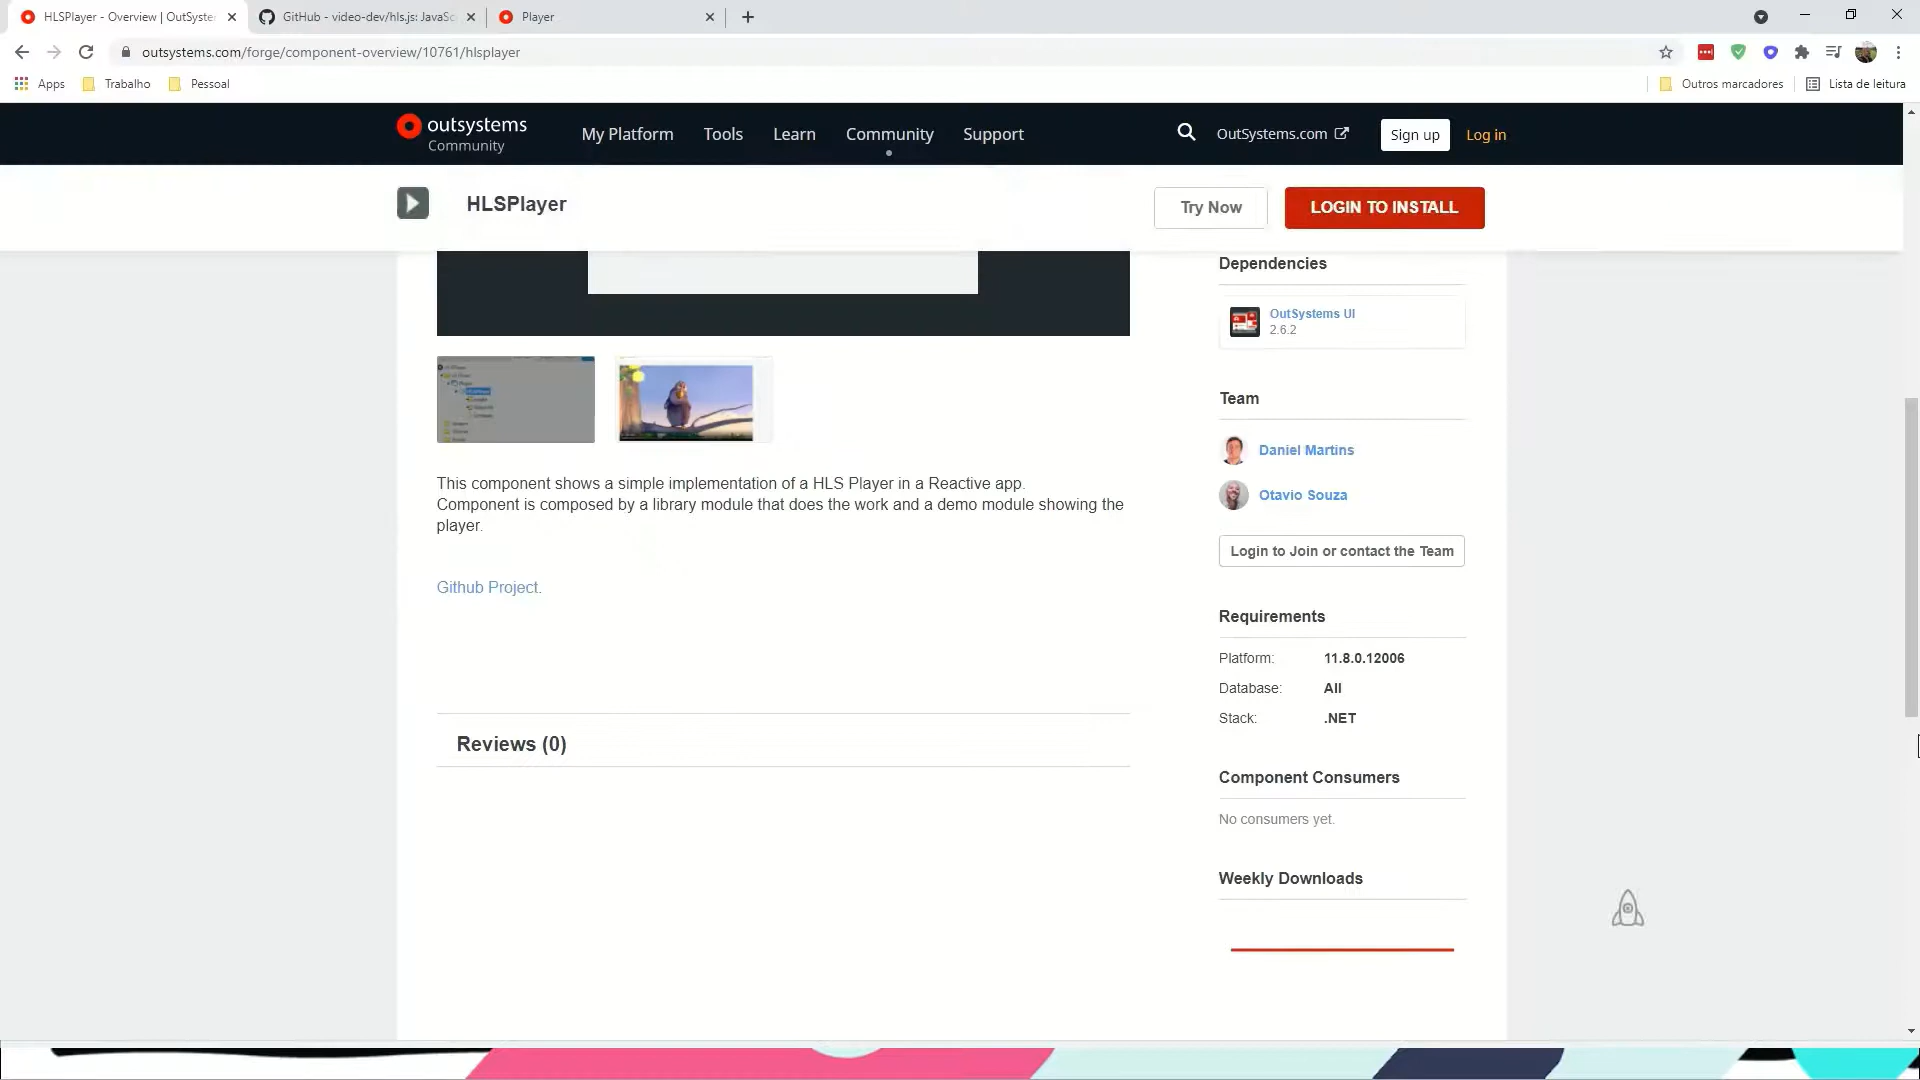 HLSPlayer - Overview | OutSyste
GitHub - video-dev/hls.js: JavaSc
Player
outsystems.com/forge/component-overview/10761/hlsplayer
Apps
Trabalho
Pessoal
Outros marcadores
Lista de leitura
outsystems
Community
My Platform
Tools
Learn
Community
Support
OutSystems.com
Sign up
Log in
HLSPlayer
Try Now
LOGIN TO INSTALL
This component shows a simple implementation of a HLS Player in a Reactive app.
Component is composed by a library module that does the work and a demo module showing the
player.
Github Project.
Reviews (0)
Dependencies
OutSystems UI
2.6.2
Team
Daniel Martins
Otavio Souza
Login to Join or contact the Team
Requirements
Platform: 11.8.0.12006
Database: All
Stack: .NET
Component Consumers
No consumers yet.
Weekly Downloads